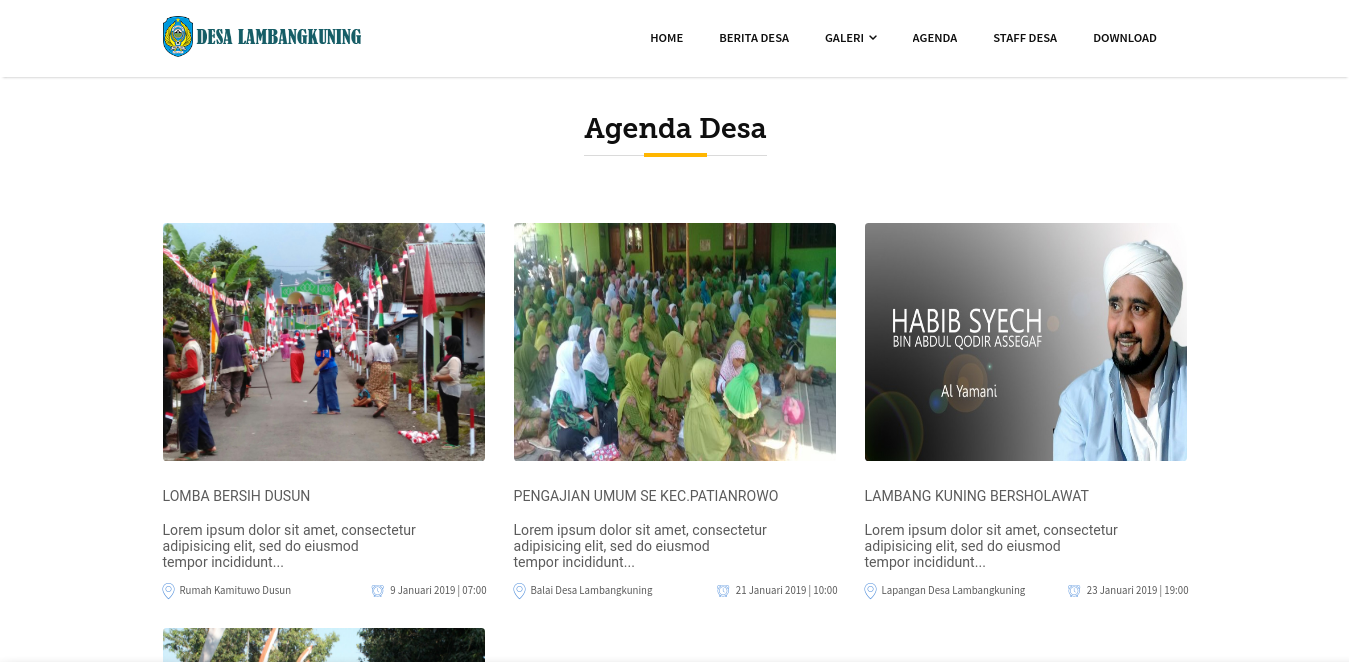 DESA LAMBANGKUNING
HOME
BERITA DESA
GALERI
AGENDA
STAFF DESA
DOWNLOAD
Agenda Desa
HABIB SYECH
BIN ABDUL QODIR ASSEGAF
Al Yamani
LOMBA BERSIH DUSUN
Lorem ipsum dolor sit amet, consectetur
adipisicing elit, sed do eiusmod
tempor incididunt...
Rumah Kamituwo Dusun
9 Januari 2019 | 07:00
PENGAJIAN UMUM SE KEC.PATIANROWO
Lorem ipsum dolor sit amet, consectetur
adipisicing elit, sed do eiusmod
tempor incididunt...
Balai Desa Lambangkuning
21 Januari 2019 | 10:00
LAMBANG KUNING BERSHOLAWAT
Lorem ipsum dolor sit amet, consectetur
adipisicing elit, sed do eiusmod
tempor incididunt...
Lapangan Desa Lambangkuning
23 Januari 2019 | 19:00